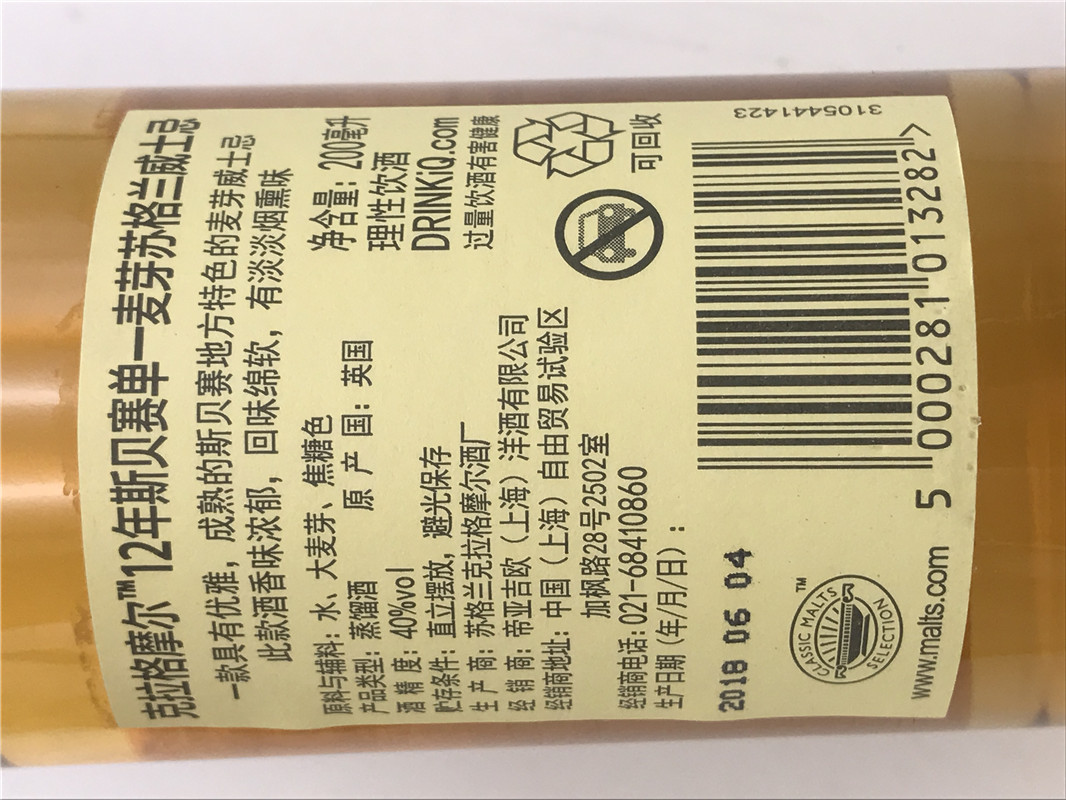 克拉格摩尔™12年斯贝赛单一麦芽苏格兰威士忌
一款具有优雅，成熟的斯贝赛地方特色的麦芽威士忌
此款酒香味浓郁，回味绵软，有淡淡烟熏味
原料与辅料：水、大麦芽、焦糖色
净含量：200毫升
产品类型：蒸馏酒
原产国：英国
理性饮酒
酒精度：40%vol
DRINKiQ.com
贮存条件：直立摆放，避光保存
过量饮酒有害健康
生产商：苏格兰克拉格摩尔酒厂
经销商：帝亚吉欧（上海）洋酒有限公司
经销商地址：中国（上海）自由贸易试验区
加枫路28号2502室
经销商电话：021-68410860
生产日期（年/月/日）：
可回收
2018 06 04
CLASSIC MALTS
SELECTION
TM
www.malts.com
5 000281 013282 >
3105441423